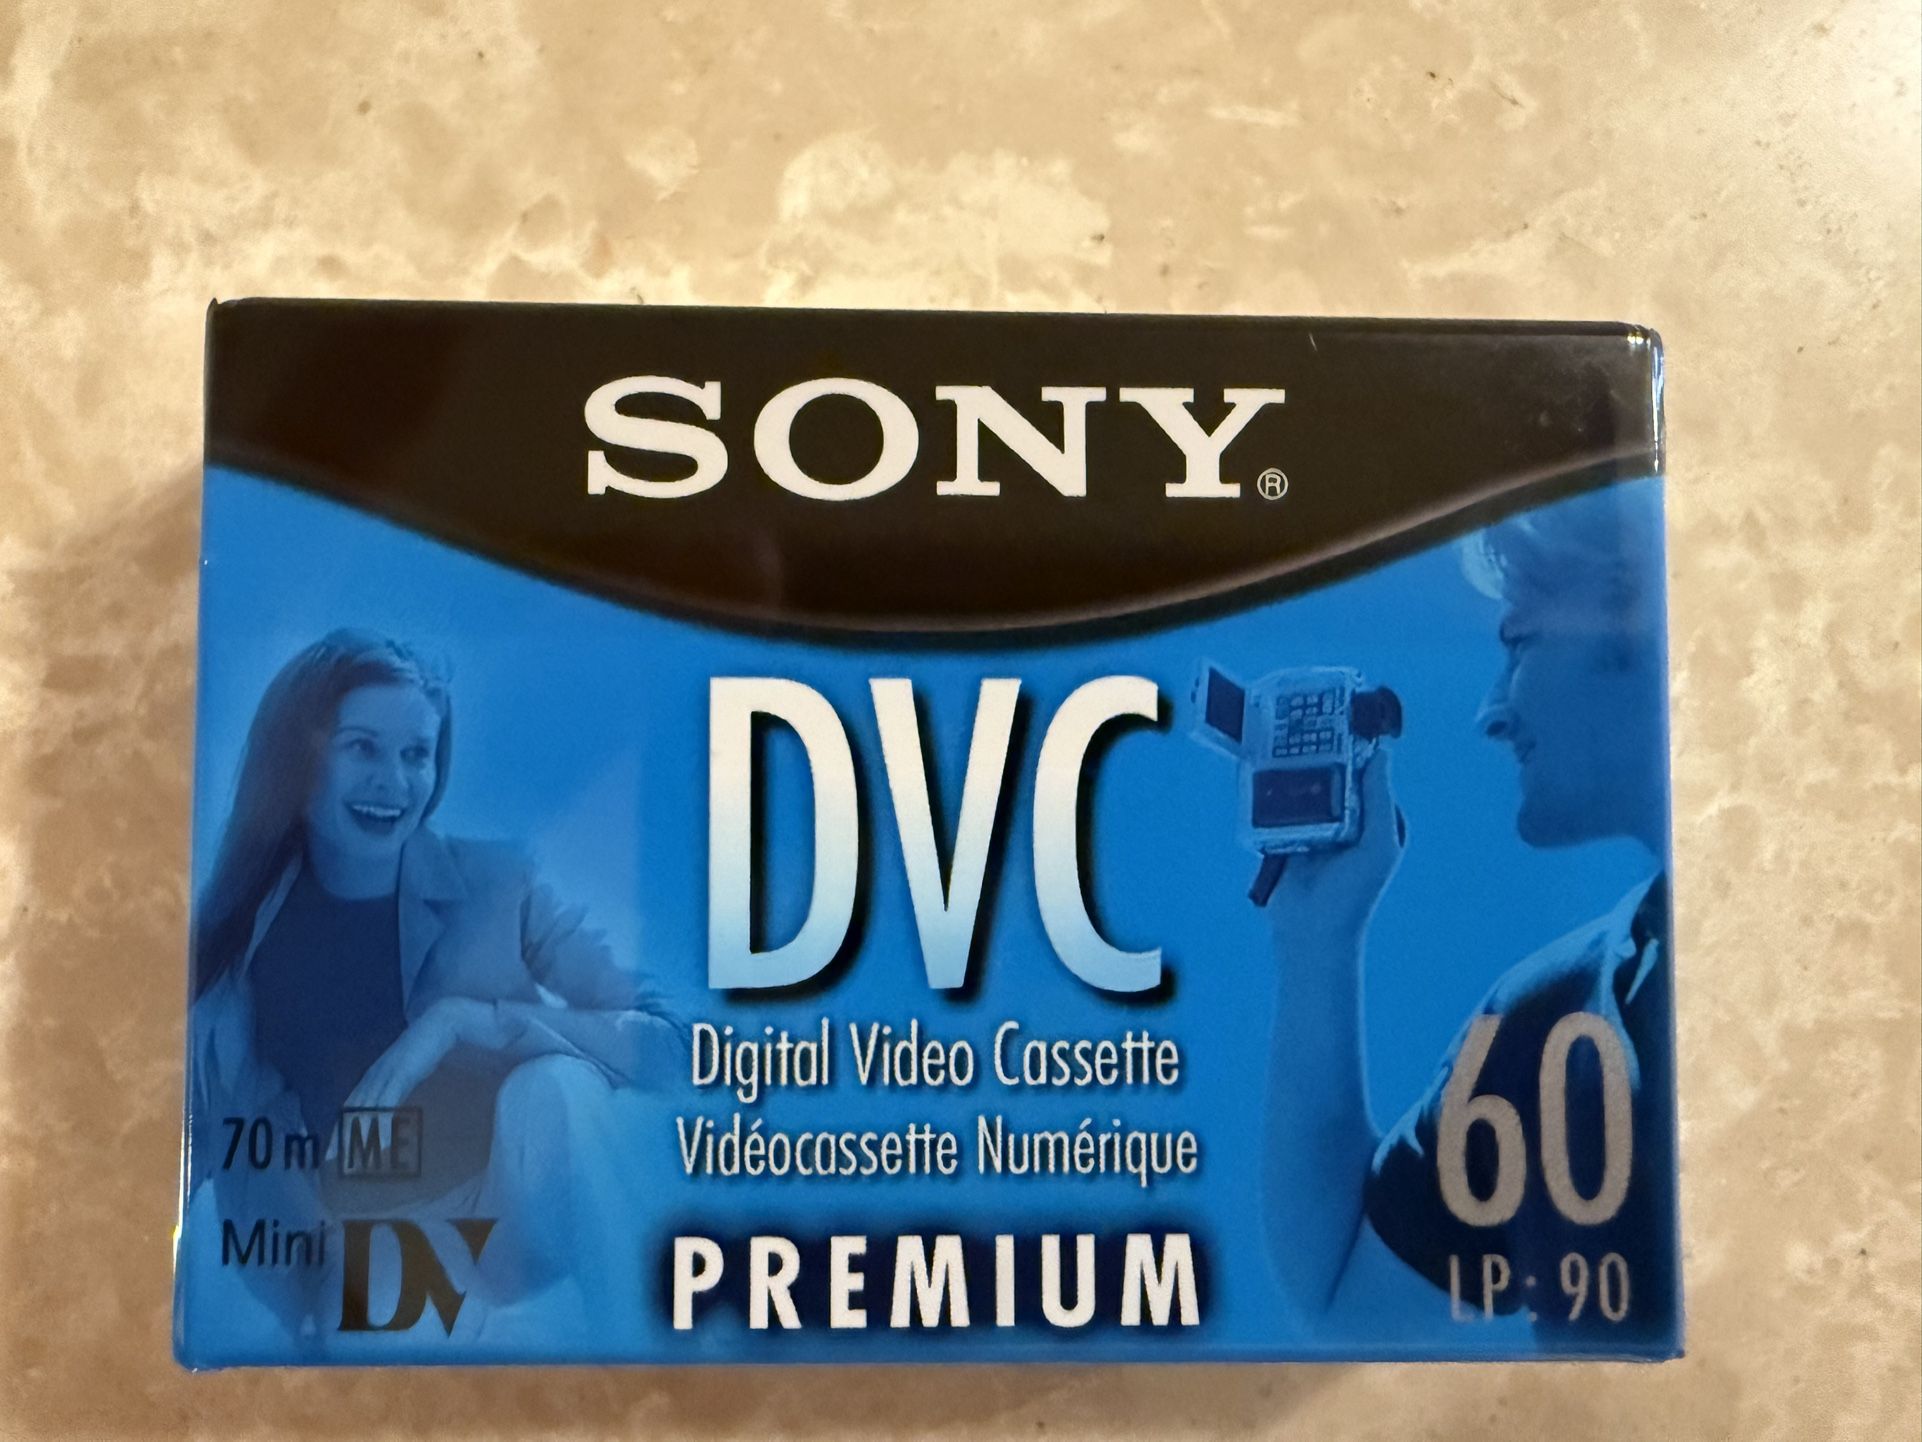 SONY®
DVC
Digital Video Cassette
Vidéocassette Numérique
PREMIUM
70 m ME
Mini DV
60
LP: 90